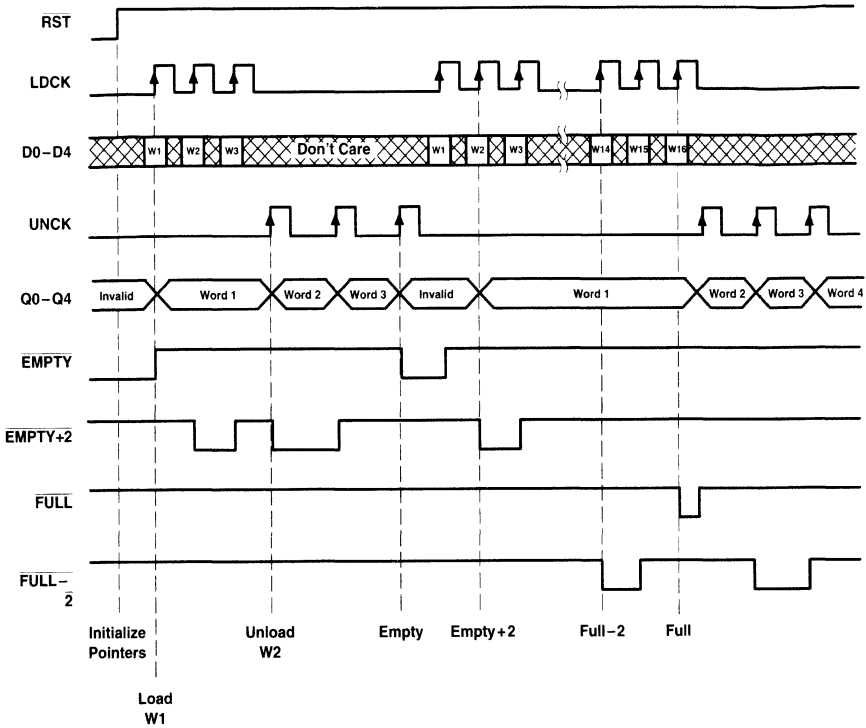 RST
LDCK
D0–D4 W1 W2 W3 Don't Care W1 W2 W3 W14 W15 W16
UNCK
Q0–Q4 Invalid Word 1 Word 2 Word 3 Invalid Word 1 Word 2 Word 3 Word 4
EMPTY
EMPTY+2
FULL
FULL–
2
Initialize Unload Empty Empty+2 Full–2 Full
Pointers W2
Load
W1